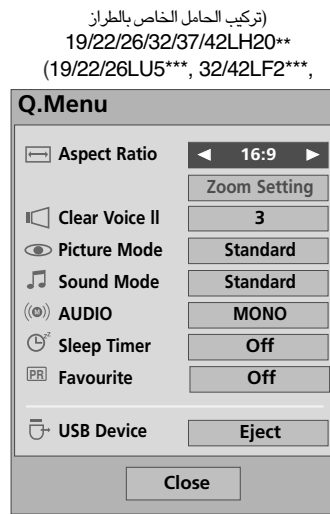 (تركيب الحامل الخاص بالطراز
19/22/26/32/37/42LH20**
(19/22/26LU5***, 32/42LF2***,
Q.Menu
Aspect Ratio ◄ 16:9 ►
Zoom Setting
Clear Voice II 3
Picture Mode Standard
Sound Mode Standard
AUDIO MONO
Sleep Timer Off
PR Favourite Off
USB Device Eject
Close